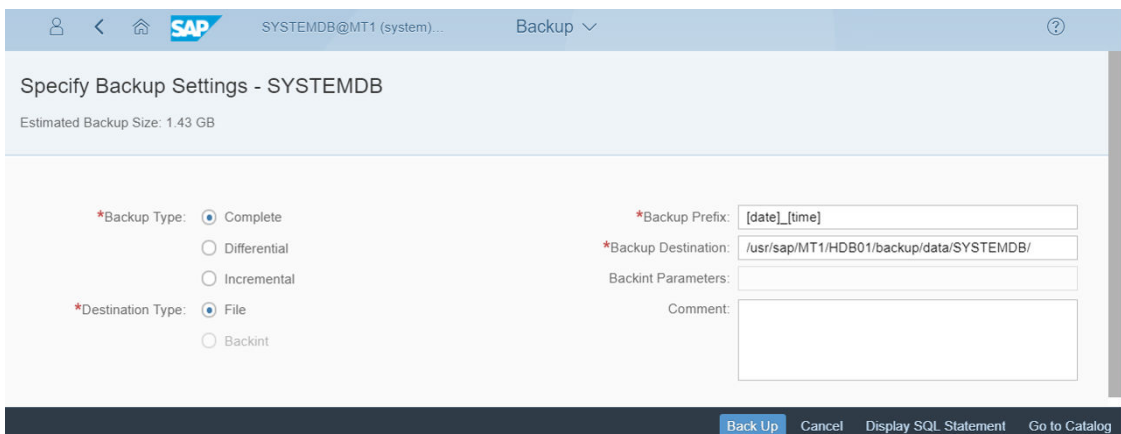 SAP SYSTEMDB@MT1 (system)... Backup
Specify Backup Settings - SYSTEMDB
Estimated Backup Size: 1.43 GB
*Backup Type: Complete
Differential
Incremental
*Destination Type: File
Backint
*Backup Prefix: [date]_[time]
*Backup Destination: /usr/sap/MT1/HDB01/backup/data/SYSTEMDB/
Backint Parameters:
Comment:
Back Up Cancel Display SQL Statement Go to Catalog